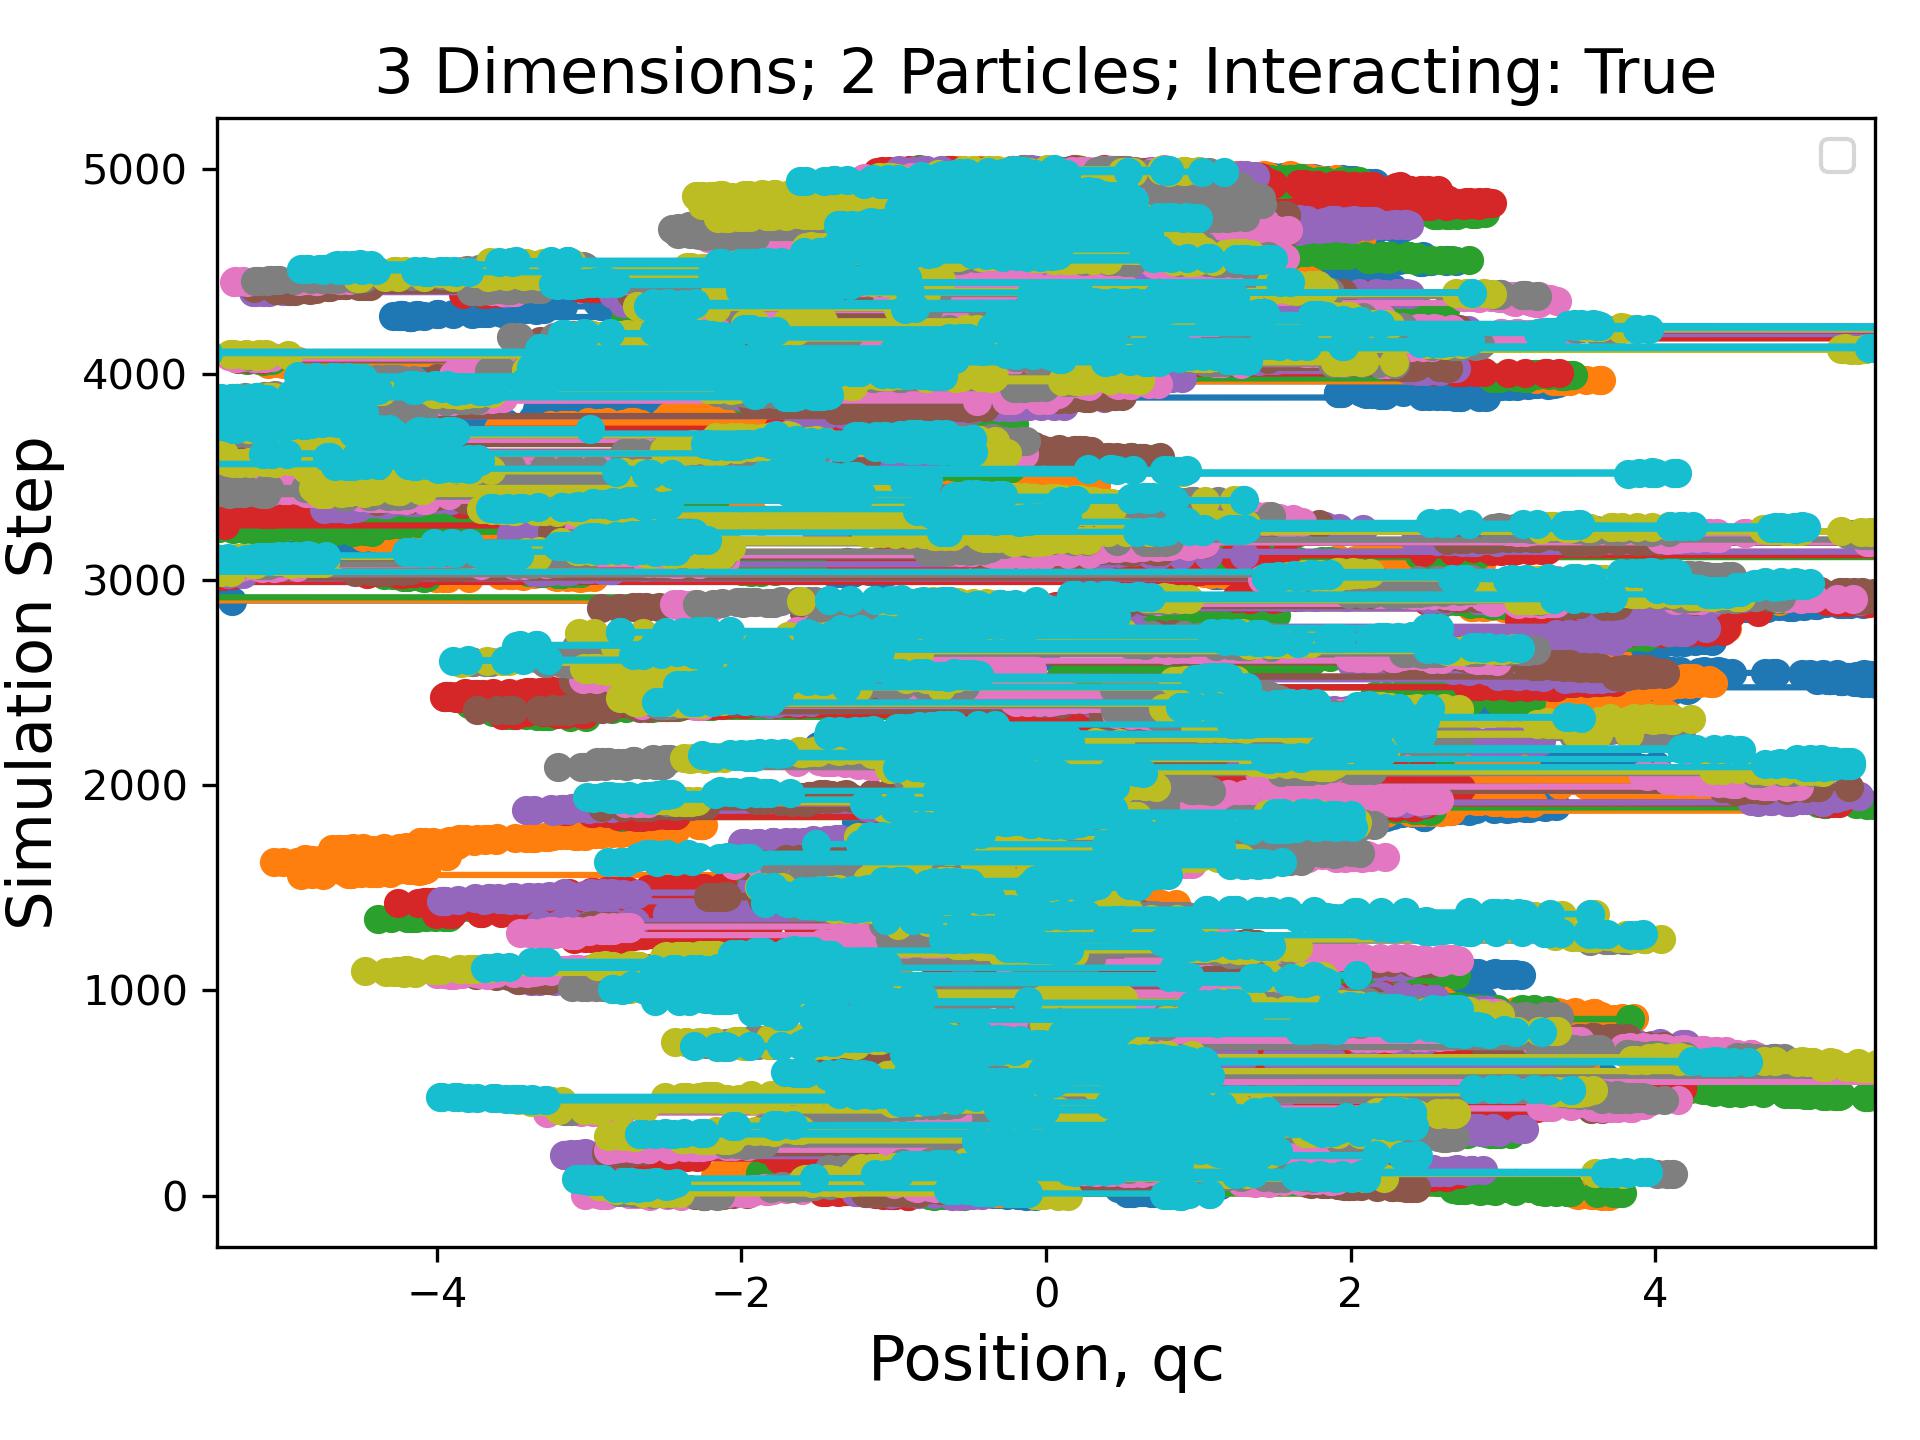 3 Dimensions; 2 Particles; Interacting: True
5000
4000
3000
2000
1000
0
Simulation Step
−4 −2 0 2 4
Position, qc